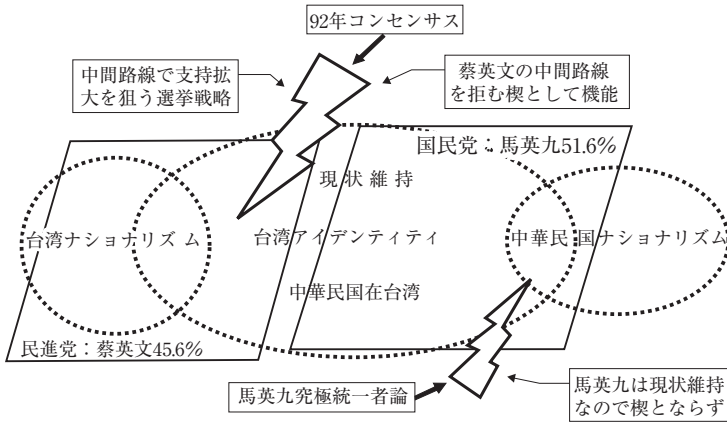 92年コンセンサス
中間路線で支持拡
大を狙う選挙戦略
蔡英文の中間路線
を拒む楔として機能
国民党：馬英九51.6%
現状維持
台湾ナショナリズム
台湾アイデンティティ
中華民国ナショナリズム
中華民国在台湾
民進党：蔡英文45.6%
馬英九究極統一者論
馬英九は現状維持
なので楔とならず